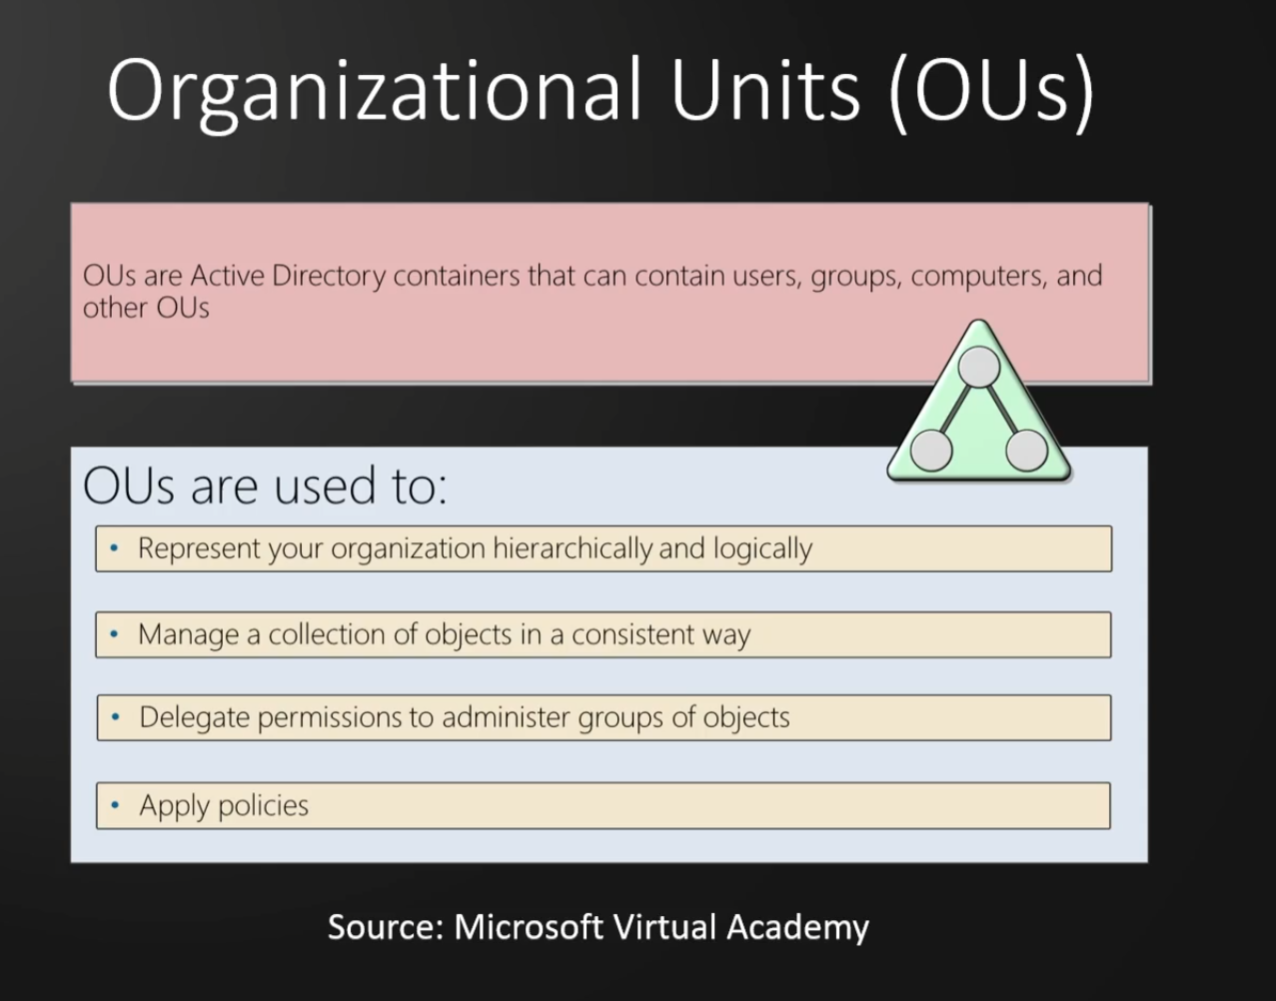 Organizational Units (OUs)
OUs are Active Directory containers that can contain users, groups, computers, and
other OUs
OUs are used to:
• Represent your organization hierarchically and logically
• Manage a collection of objects in a consistent way
• Delegate permissions to administer groups of objects
• Apply policies
Source: Microsoft Virtual Academy